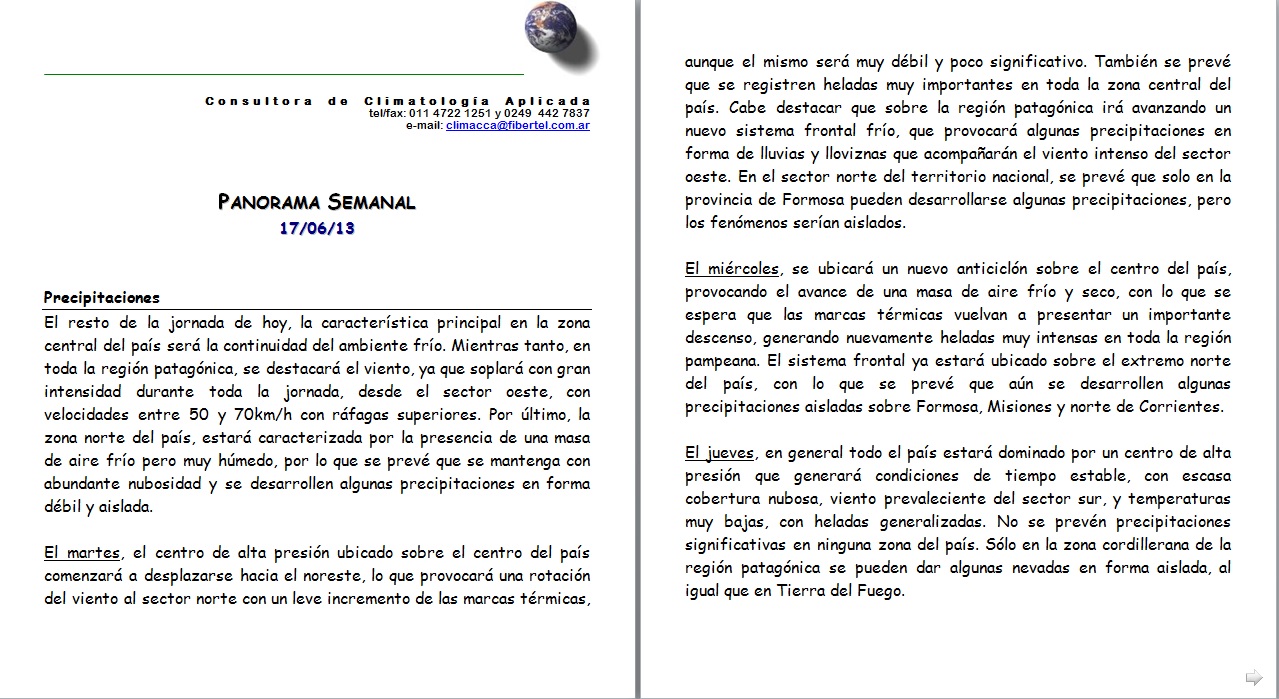 Consultora de Climatología Aplicada
tel/fax: 011 4722 1251 y 0249 442 7837
e-mail: climacca@fibertel.com.ar
PANORAMA SEMANAL
17/06/13
Precipitaciones
El resto de la jornada de hoy, la característica principal en la zona
central del país será la continuidad del ambiente frío. Mientras tanto, en
toda la región patagónica, se destacará el viento, ya que soplará con gran
intensidad durante toda la jornada, desde el sector oeste, con
velocidades entre 50 y 70km/h con ráfagas superiores. Por último, la
zona norte del país, estará caracterizada por la presencia de una masa
de aire frío pero muy húmedo, por lo que se prevé que se mantenga con
abundante nubosidad y se desarrollen algunas precipitaciones en forma
débil y aislada.
El martes, el centro de alta presión ubicado sobre el centro del país
comenzará a desplazarse hacia el noreste, lo que provocará una rotación
del viento al sector norte con un leve incremento de las marcas térmicas,
aunque el mismo será muy débil y poco significativo. También se prevé
que se registren heladas muy importantes en toda la zona central del
país. Cabe destacar que sobre la región patagónica irá avanzando un
nuevo sistema frontal frío, que provocará algunas precipitaciones en
forma de lluvias y lloviznas que acompañarán el viento intenso del sector
oeste. En el sector norte del territorio nacional, se prevé que solo en la
provincia de Formosa pueden desarrollarse algunas precipitaciones, pero
los fenómenos serían aislados.
El miércoles, se ubicará un nuevo anticiclón sobre el centro del país,
provocando el avance de una masa de aire frío y seco, con lo que se
espera que las marcas térmicas vuelvan a presentar un importante
descenso, generando nuevamente heladas muy intensas en toda la región
pampeana. El sistema frontal ya estará ubicado sobre el extremo norte
del país, con lo que se prevé que aún se desarrollen algunas
precipitaciones aisladas sobre Formosa, Misiones y norte de Corrientes.
El jueves, en general todo el país estará dominado por un centro de alta
presión que generará condiciones de tiempo estable, con escasa
cobertura nubosa, viento prevaleciente del sector sur, y temperaturas
muy bajas, con heladas generalizadas. No se prevén precipitaciones
significativas en ninguna zona del país. Sólo en la zona cordillerana de la
región patagónica se pueden dar algunas nevadas en forma aislada, al
igual que en Tierra del Fuego.